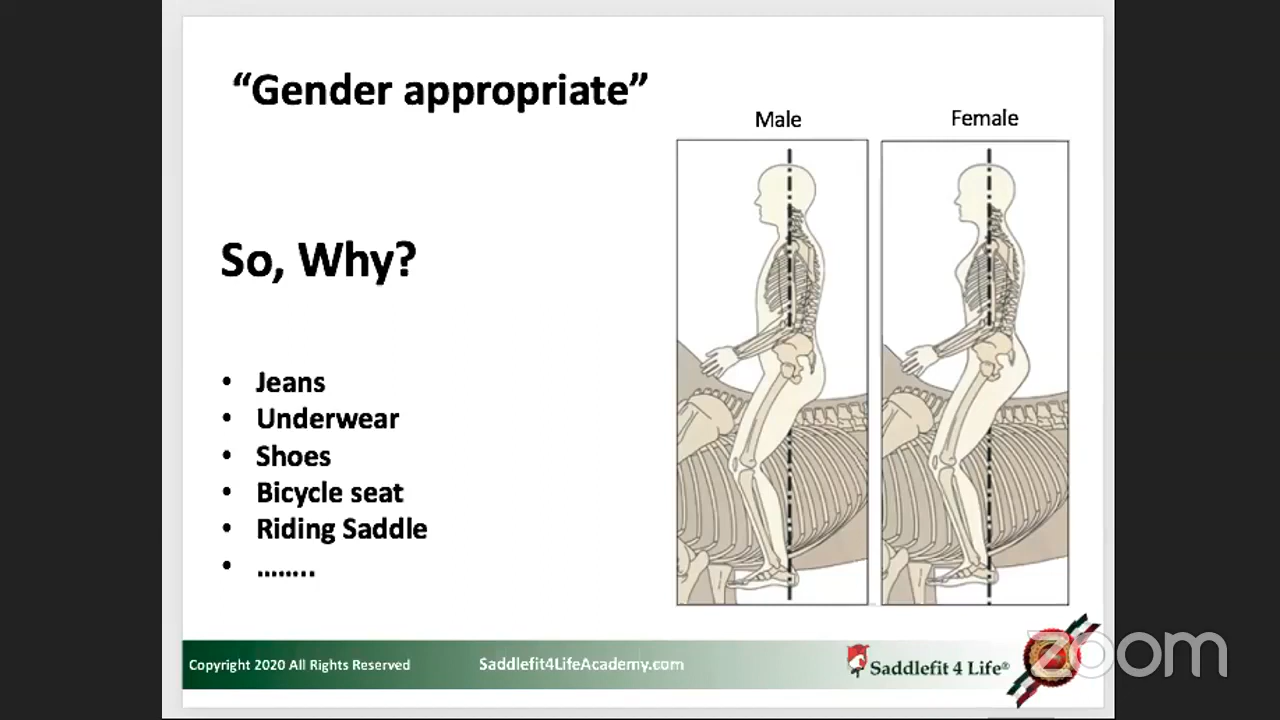 “Gender appropriate”
Male
Female
So, Why?
• Jeans
• Underwear
• Shoes
• Bicycle seat
• Riding Saddle
• ........
Copyright 2020 All Rights Reserved
Saddlefit4LifeAcademy.com
Saddlefit 4 Life®
zoom